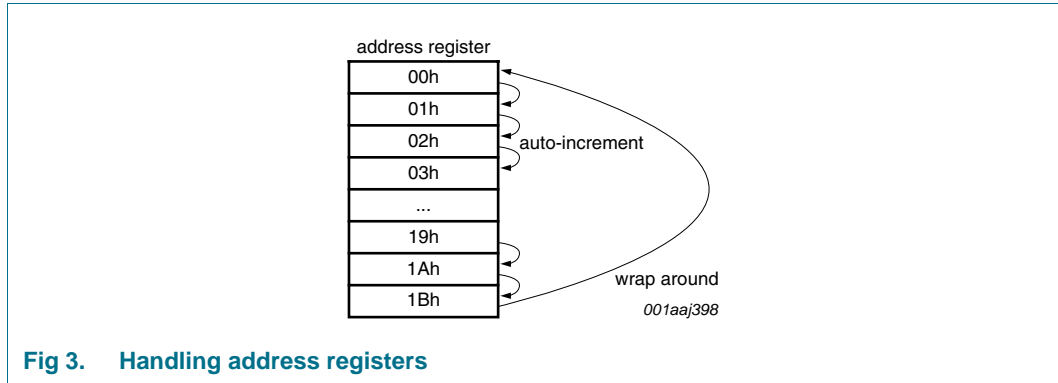 address register
00h
01h
02h
auto-increment
03h
...
19h
1Ah
wrap around
1Bh
001aaj398
Fig 3. Handling address registers